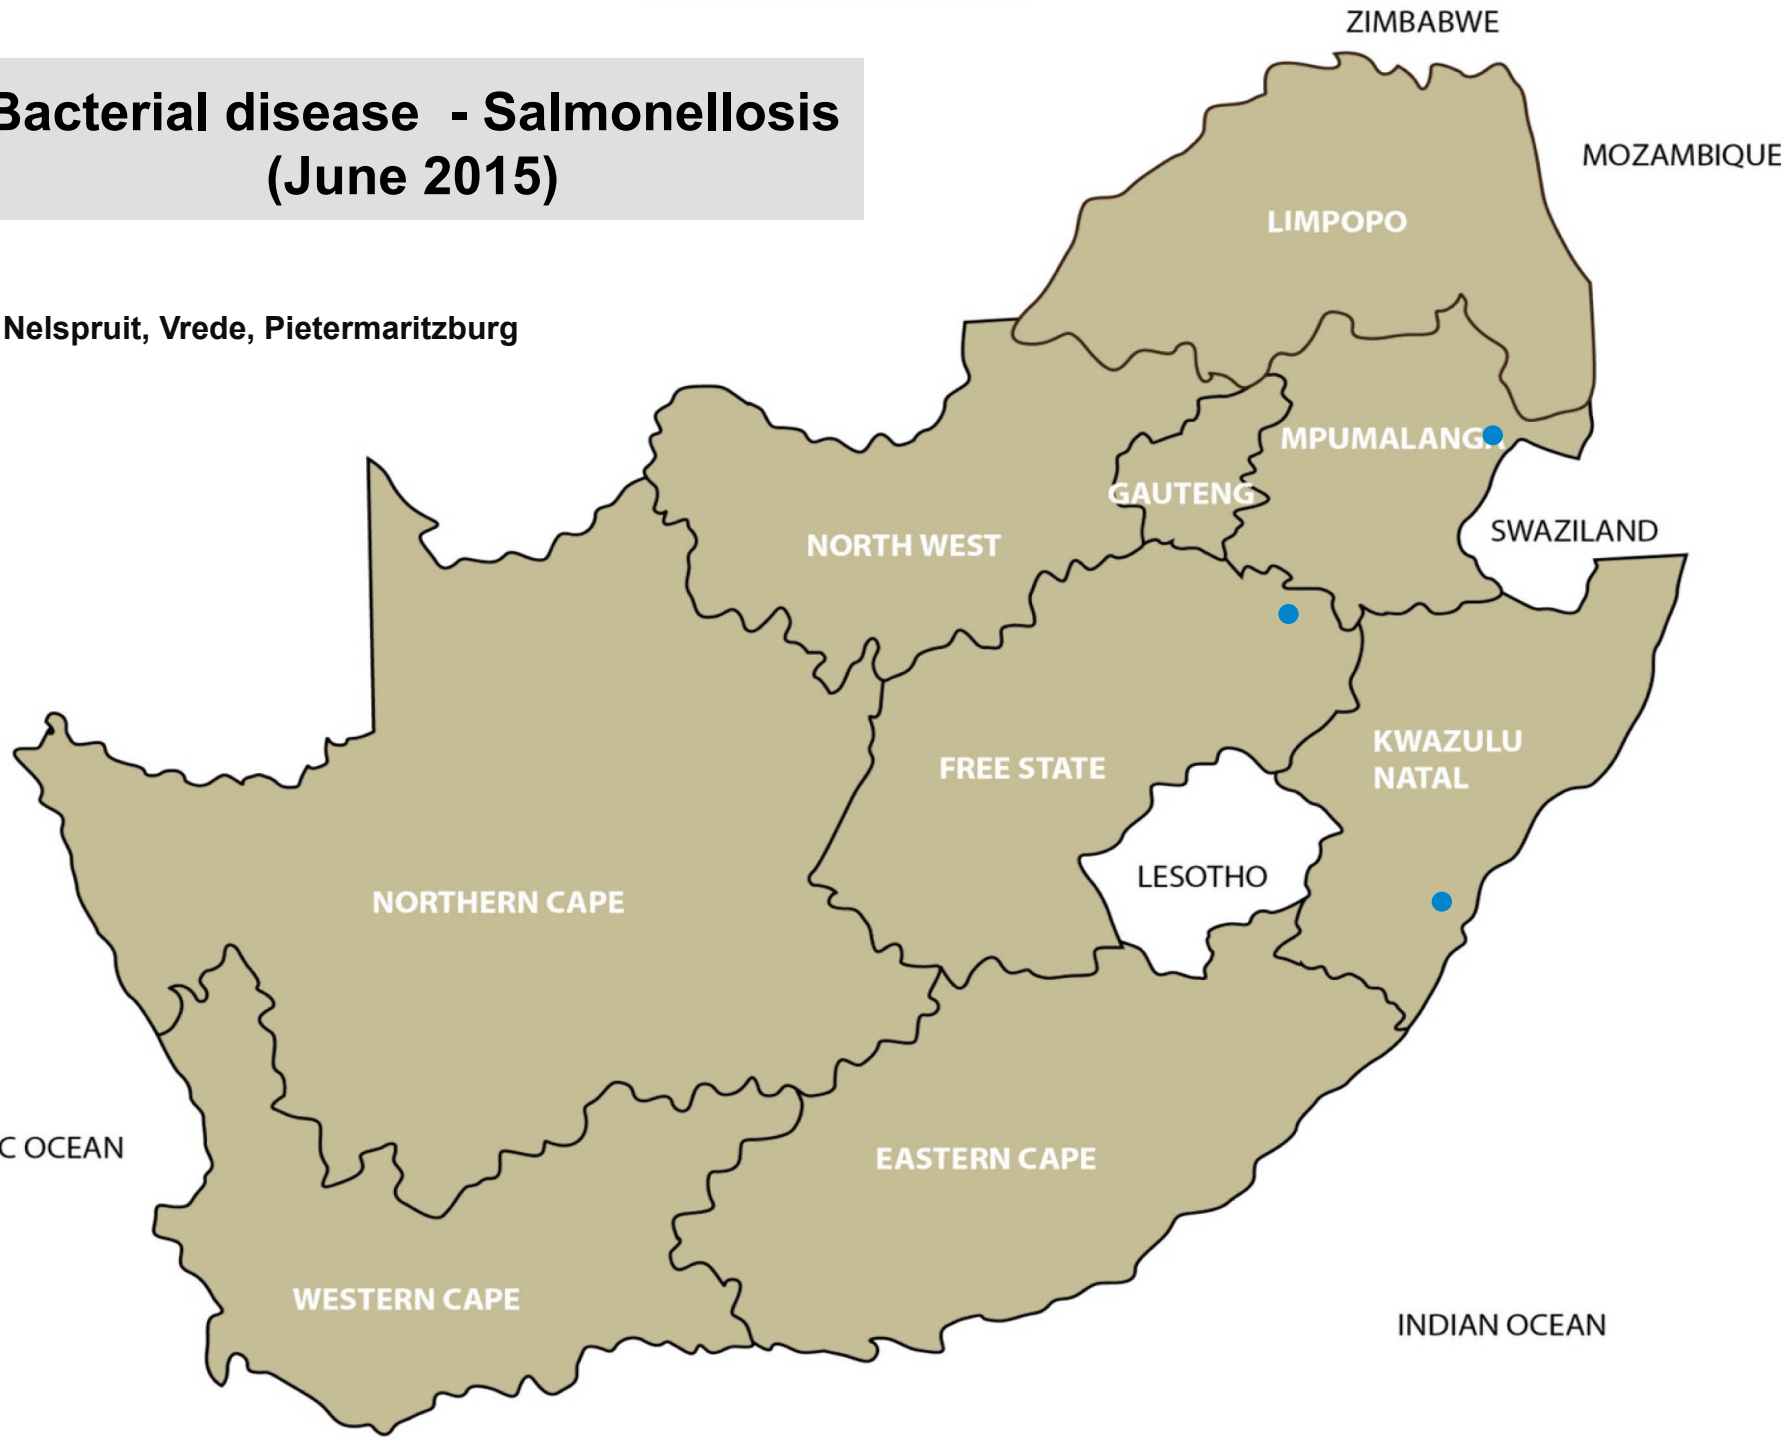 ZIMBABWE
Bacterial disease - Salmonellosis
(June 2015)
MOZAMBIQUE
LIMPOPO
Nelspruit, Vrede, Pietermaritzburg
MPUMALANGA
GAUTENG
SWAZILAND
NORTH WEST
KWAZULU
NATAL
FREE STATE
LESOTHO
NORTHERN CAPE
C OCEAN
EASTERN CAPE
WESTERN CAPE
INDIAN OCEAN